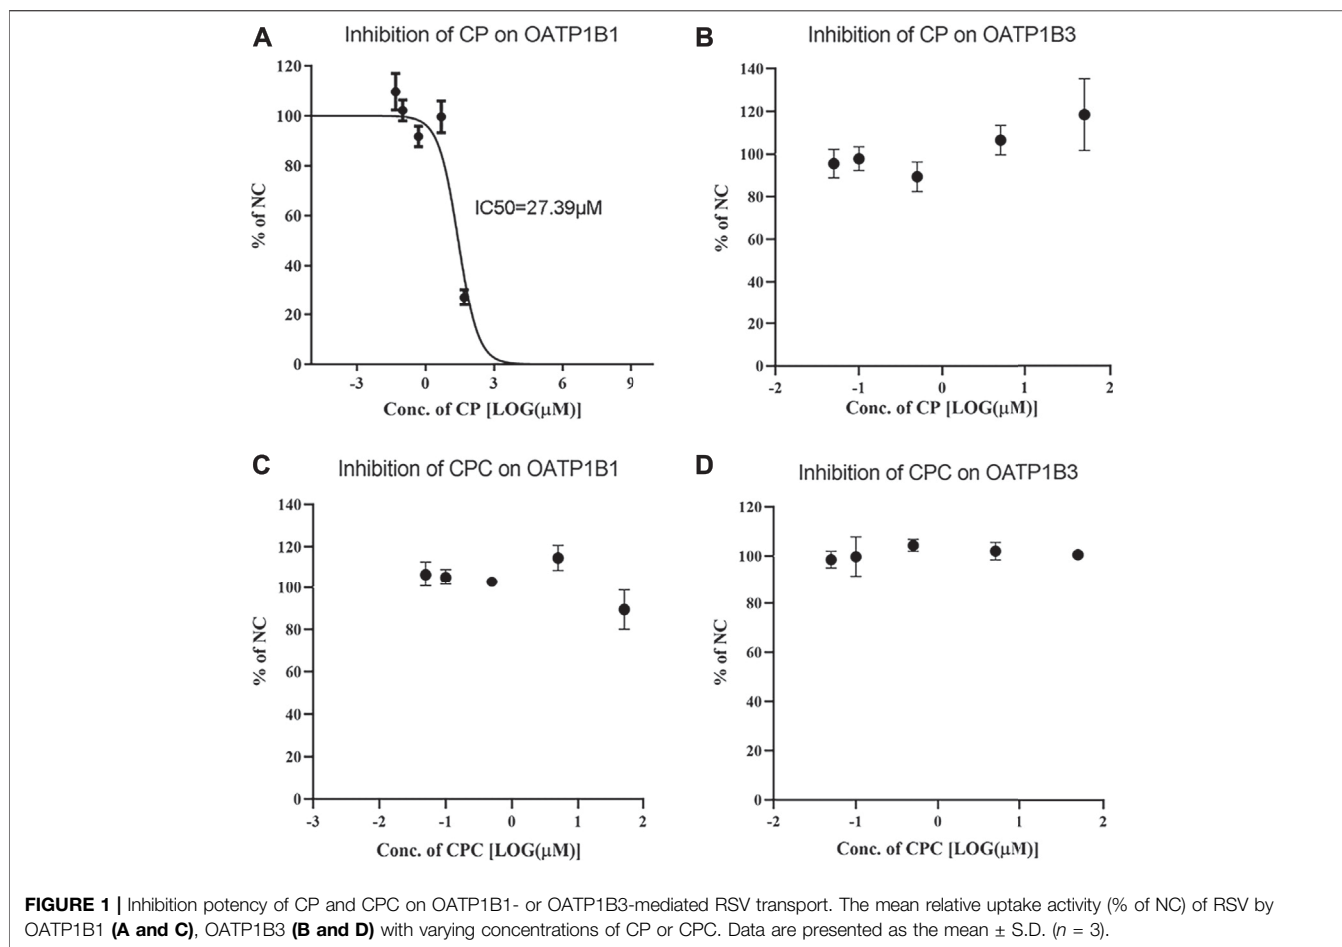 A
Inhibition of CP on OATP1B1
120
100
80
60
40
20
0
% of NC
IC50=27.39μM
-3 0 3 6 9
Conc. of CP [LOG(μM)]
B
Inhibition of CP on OATP1B3
140
120
100
80
60
40
20
0
% of NC
-2 -1 0 1 2
Conc. of CP [LOG(μM)]
C
Inhibition of CPC on OATP1B1
140
120
100
80
60
40
20
0
% of NC
-3 -2 -1 0 1 2
Conc. of CPC [LOG(μM)]
D
Inhibition of CPC on OATP1B3
120
100
80
60
40
20
0
% of NC
-2 -1 0 1 2
Conc. of CPC [LOG(μM)]
FIGURE 1 | Inhibition potency of CP and CPC on OATP1B1- or OATP1B3-mediated RSV transport. The mean relative uptake activity (% of NC) of RSV by
OATP1B1 (A and C), OATP1B3 (B and D) with varying concentrations of CP or CPC. Data are presented as the mean ± S.D. (n = 3).